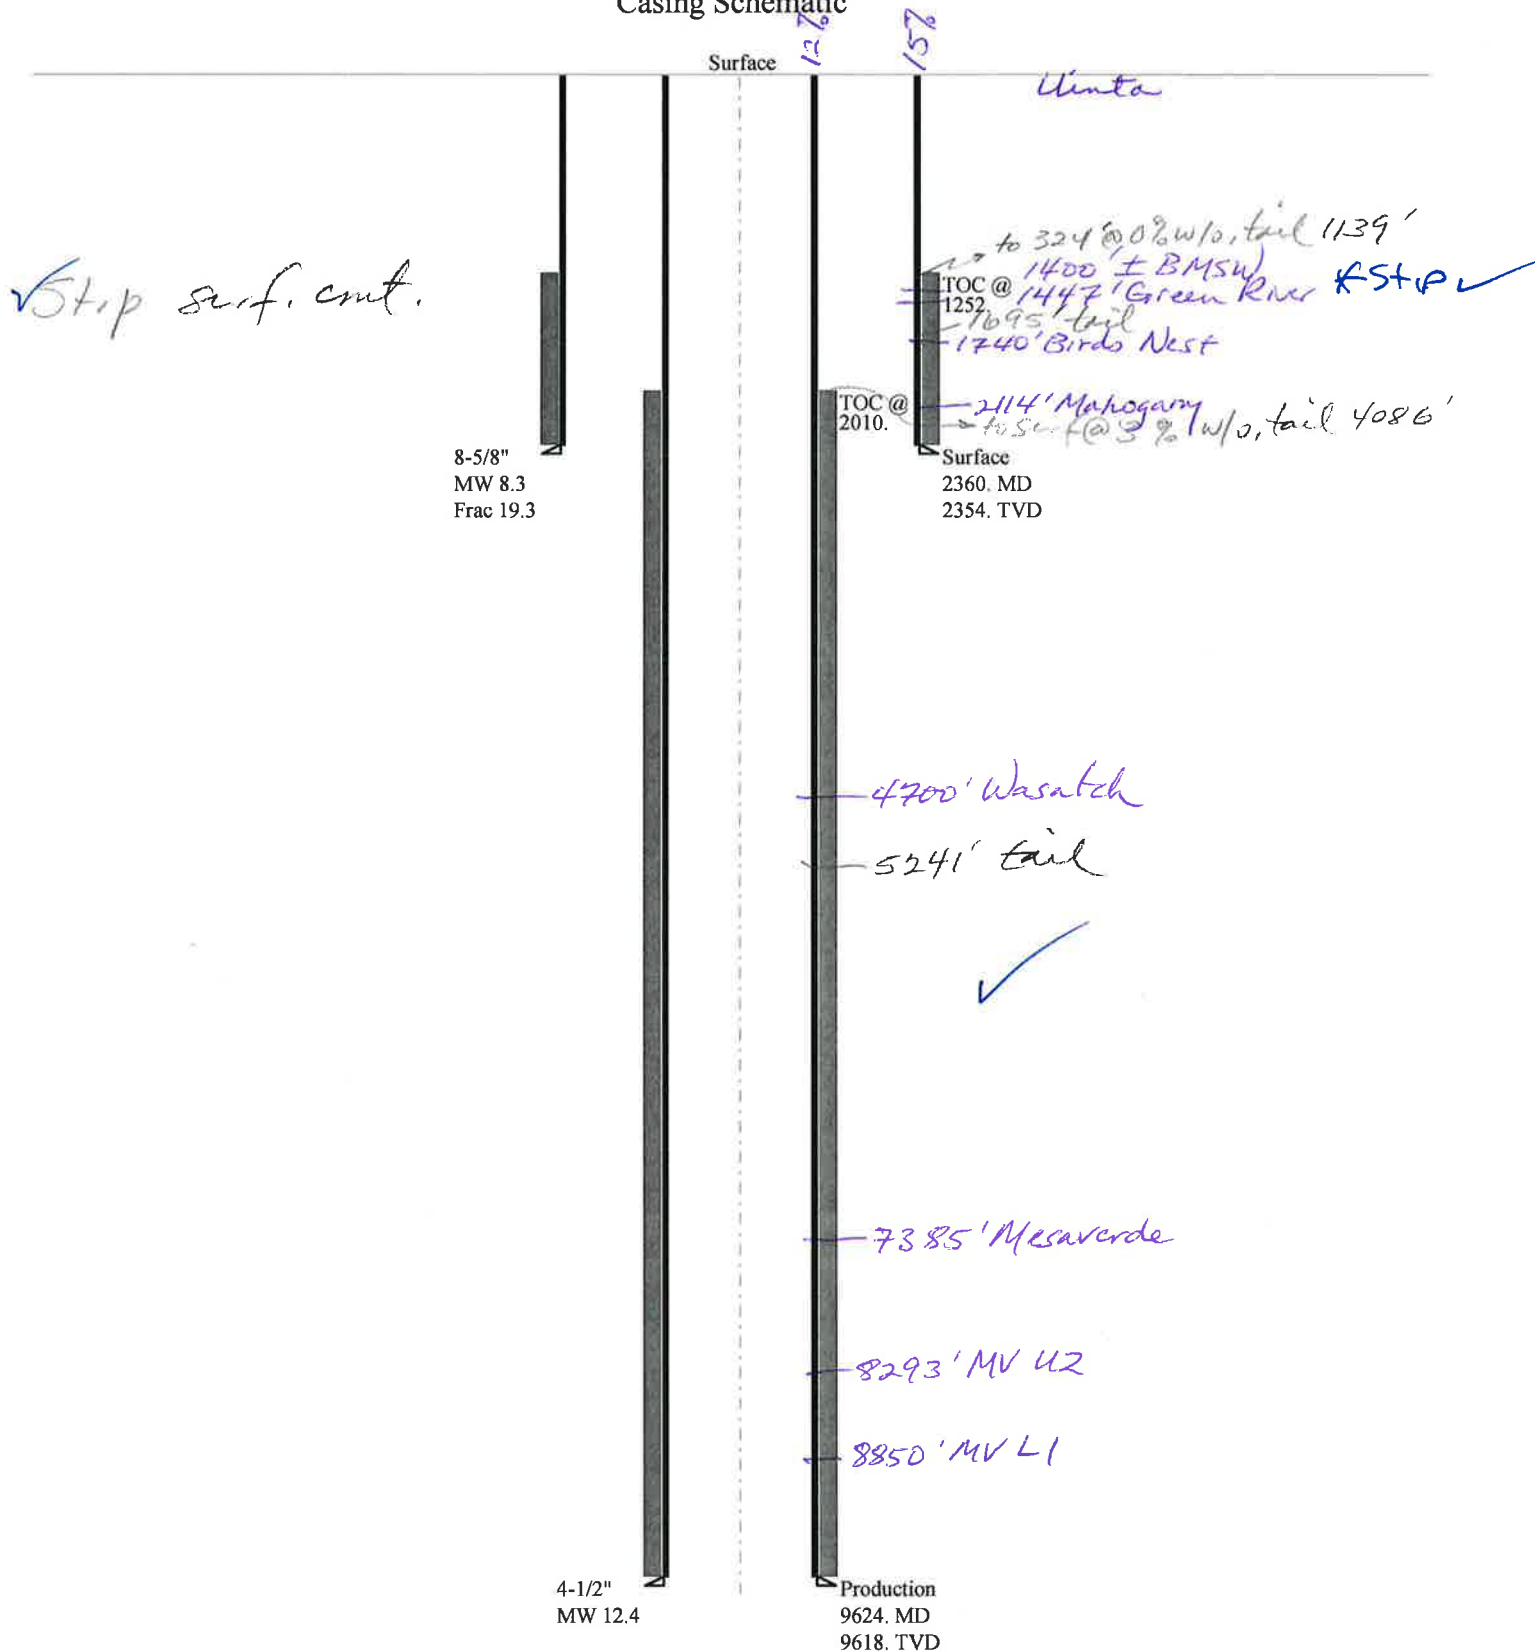 Casing Schematic
12%
15%
Surface
Uinta
to 324' @ 0% w/o, tail 1139'
1400' ± BMSW
TOC @
1252.
1447' Green River
*Stip ✓
1695' tail
1740' Birds Nest
✓Stip surf. cmt.
TOC @
2010.
2114' Mahogany
to surf @ 3% w/o, tail 4086'
8-5/8"
MW 8.3
Frac 19.3
Surface
2360. MD
2354. TVD
4700' Wasatch
5241' tail
✓
7385' Mesaverde
8293' MV U2
8850' MV L1
4-1/2"
MW 12.4
Production
9624. MD
9618. TVD